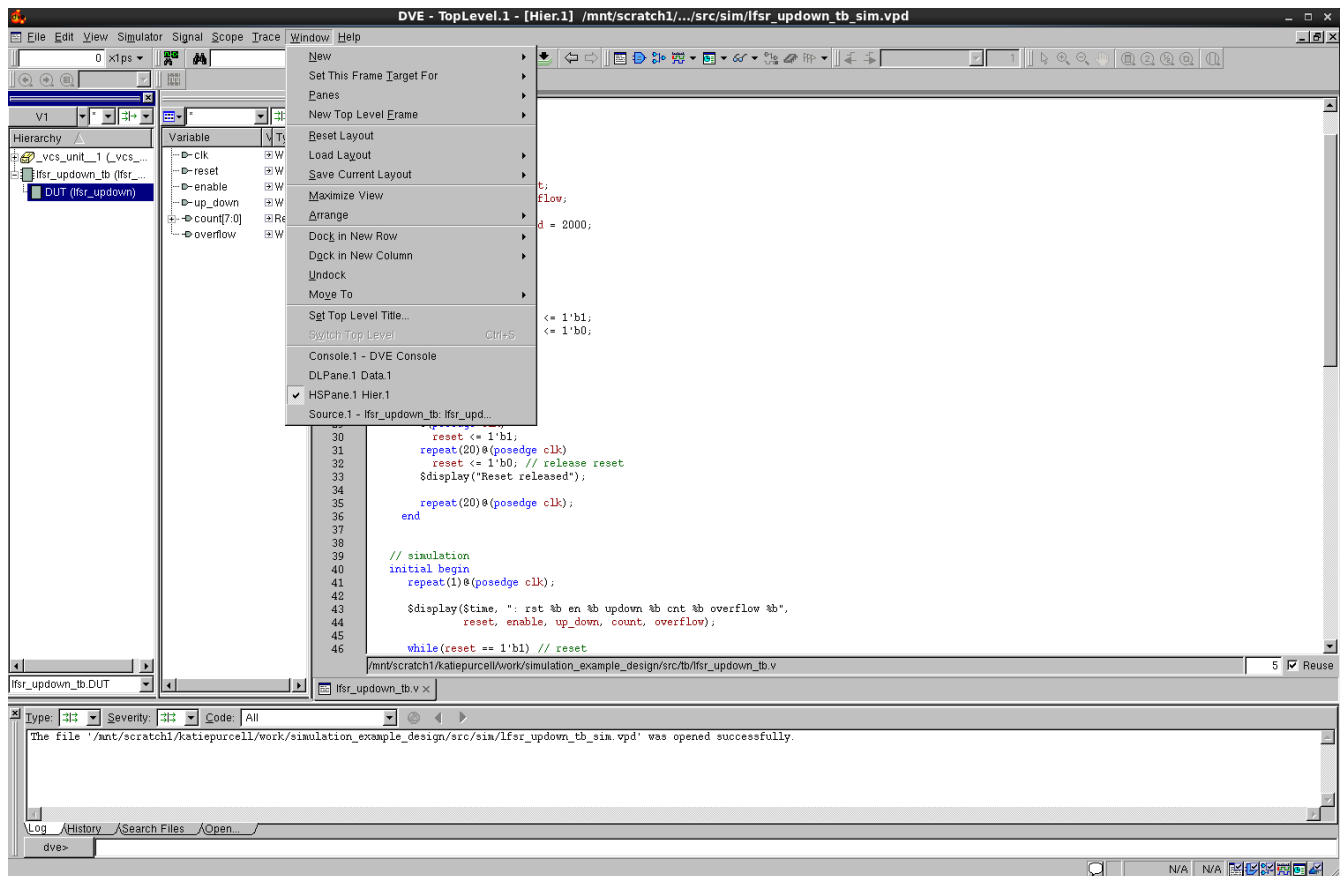 DVE - TopLevel.1 - [Hier.1] /mnt/scratch1/.../src/sim/lfsr_updown_tb_sim.vpd
File Edit View Simulator Signal Scope Trace Window Help
0 x1ps
1
V1 *
*
Hierarchy
_vcs_unit__1 (_vcs_...
lfsr_updown_tb (lfsr_...
DUT (lfsr_updown)
Variable V Ty
clk W
reset W
enable W
up_down W
count[7:0] Re
overflow W
New
Set This Frame Target For
Panes
New Top Level Frame
Reset Layout
Load Layout
Save Current Layout
Maximize View
Arrange
Dock in New Row
Dock in New Column
Undock
Move To
Set Top Level Title...
Switch Top Level Ctrl+S
Console.1 - DVE Console
DLPane.1 Data.1
HSPane.1 Hier.1
Source.1 - lfsr_updown_tb: lfsr_upd...
t;
flow;
d = 2000;
<= 1'b1;
<= 1'b0;
30 reset <= 1'b1;
31 repeat(20)@(posedge clk)
32 reset <= 1'b0; // release reset
33 $display("Reset released");
34
35 repeat(20)@(posedge clk);
36 end
37
38
39 // simulation
40 initial begin
41 repeat(1)@(posedge clk);
42
43 $display($time, ": rst %b en %b updown %b cnt %b overflow %b",
44 reset, enable, up_down, count, overflow);
45
46 while(reset == 1'b1) // reset
/mnt/scratch1/katiepurcell/work/simulation_example_design/src/tb/lfsr_updown_tb.v 5 Reuse
lfsr_updown_tb.DUT
lfsr_updown_tb.v
Type: Severity: Code: All
The file '/mnt/scratch1/katiepurcell/work/simulation_example_design/src/sim/lfsr_updown_tb_sim.vpd' was opened successfully.
Log History Search Files Open...
dve>
N/A N/A